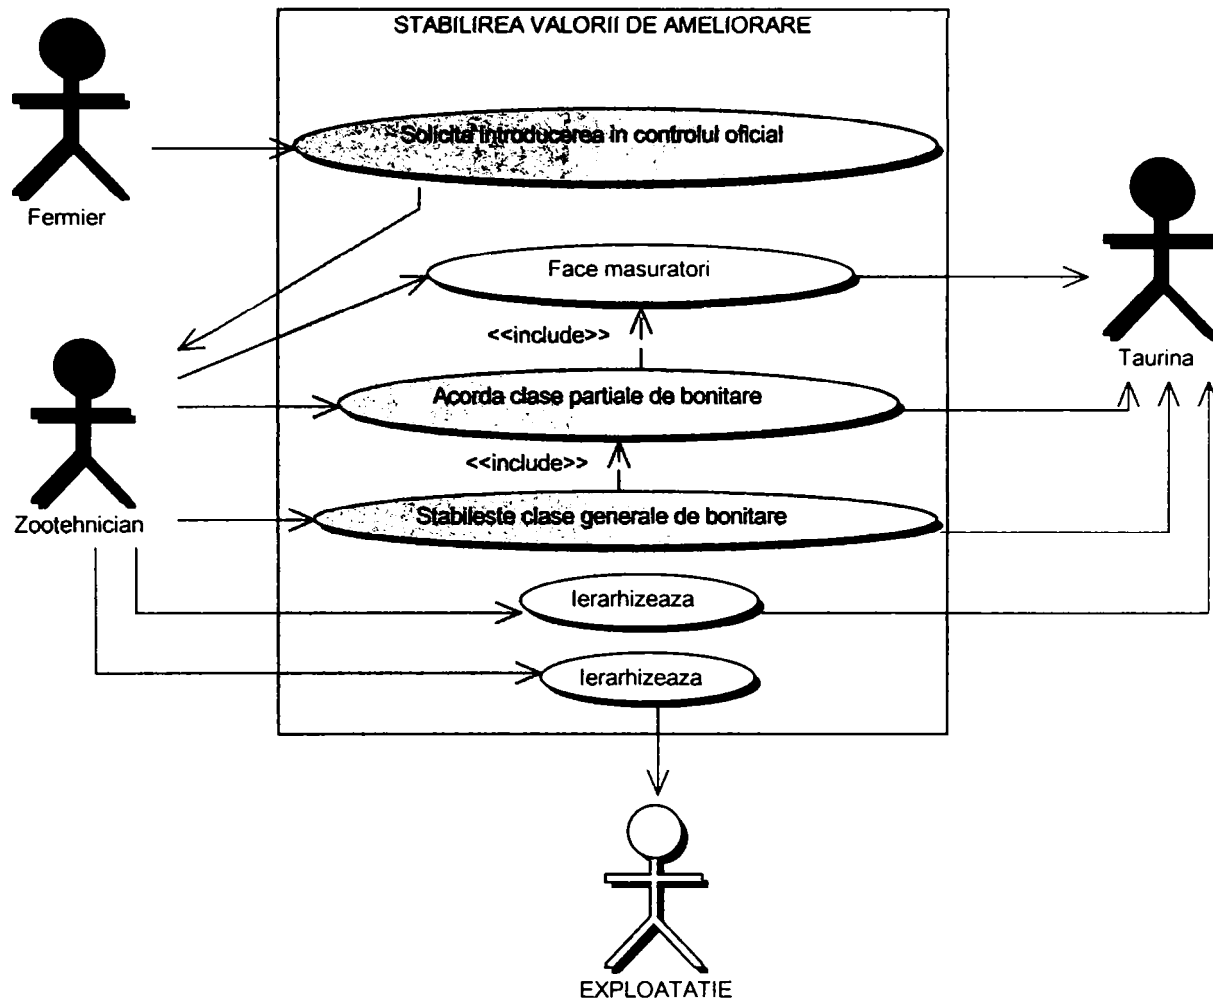 STABILIREA VALORII DE AMELIORARE
Solicita introducerea in controlul oficial
Fermier
Face masuratori
<<include>>
Taurina
Acorda clase partiale de bonitare
<<include>>
Stabileste clase generale de bonitare
Zootehnician
Ierarhizeaza
Ierarhizeaza
EXPLOATATIE